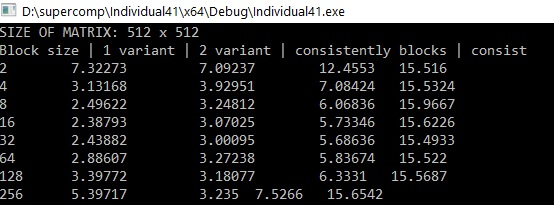 D:\supercomp\Individual41\x64\Debug\Individual41.exe
SIZE OF MATRIX: 512 x 512
Block size | 1 variant | 2 variant | consistently blocks | consist
2 7.32273 7.09237 12.4553 15.516
4 3.13168 3.92951 7.08424 15.5324
8 2.49622 3.24812 6.06836 15.9667
16 2.38793 3.07025 5.73346 15.6226
32 2.43882 3.00095 5.68636 15.4933
64 2.88607 3.27238 5.83674 15.522
128 3.39772 3.18077 6.3331 15.5687
256 5.39717 3.235 7.5266 15.6542